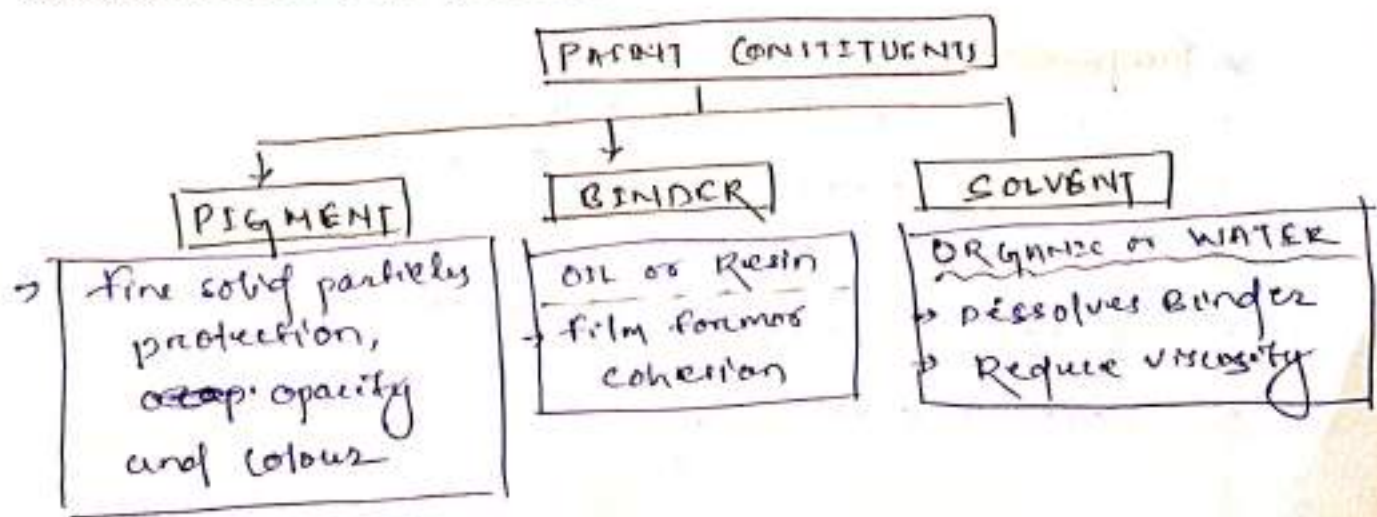 PAINT CONSTITUENTS
PIGMENT
→ fine solid particles
protection,
opacity
and colour
BINDER
OIL or Resin
→ film former
cohesion
SOLVENT
ORGANIC or WATER
→ Dissolves Binder
→ Reduce viscosity